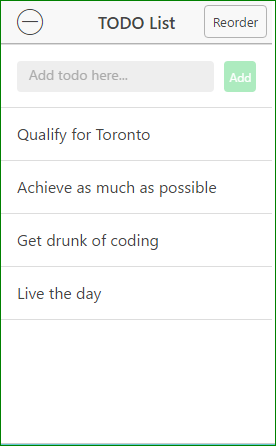 TODO List
Reorder
Add todo here...
Add
Qualify for Toronto
Achieve as much as possible
Get drunk of coding
Live the day